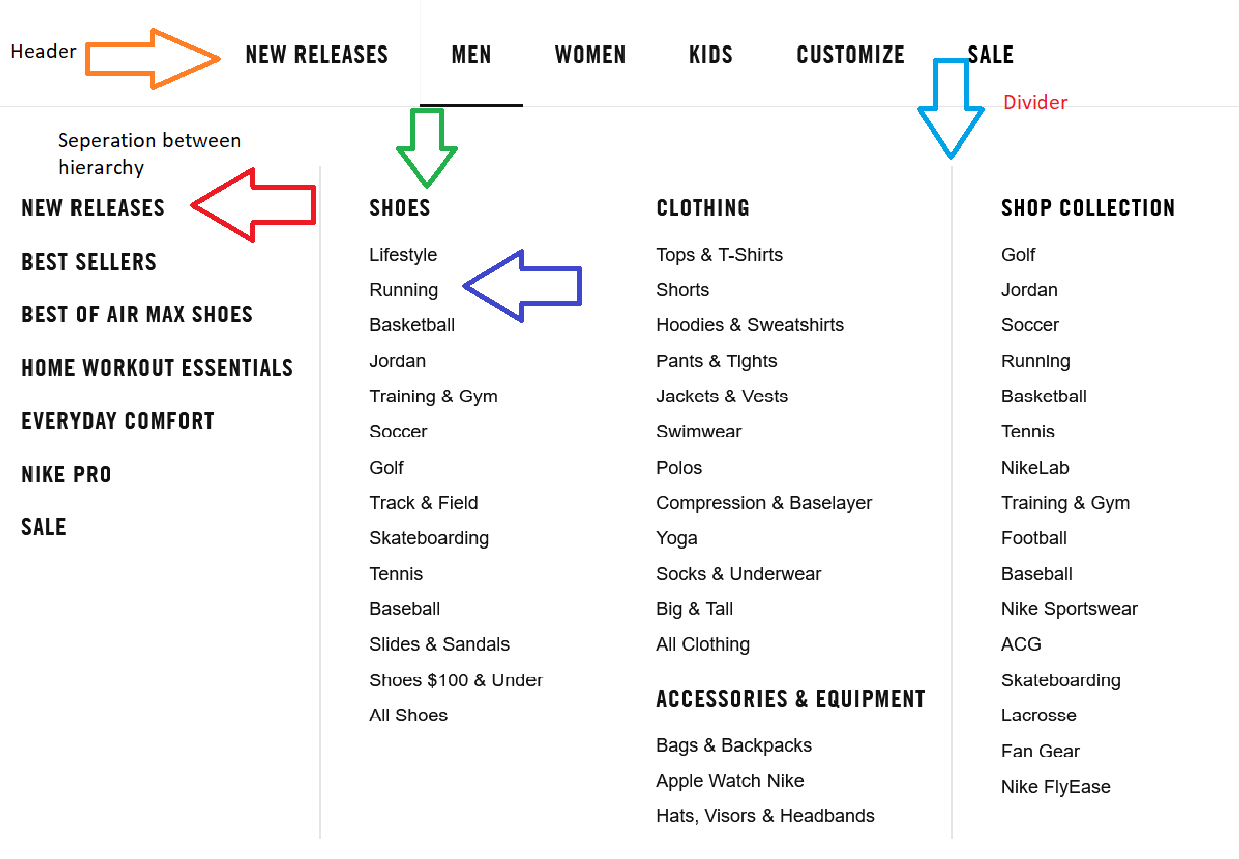 Header
NEW RELEASES
MEN
WOMEN
KIDS
CUSTOMIZE
SALE
Divider
Seperation between
hierarchy
NEW RELEASES
BEST SELLERS
BEST OF AIR MAX SHOES
HOME WORKOUT ESSENTIALS
EVERYDAY COMFORT
NIKE PRO
SALE
SHOES
Lifestyle
Running
Basketball
Jordan
Training & Gym
Soccer
Golf
Track & Field
Skateboarding
Tennis
Baseball
Slides & Sandals
Shoes $100 & Under
All Shoes
CLOTHING
Tops & T-Shirts
Shorts
Hoodies & Sweatshirts
Pants & Tights
Jackets & Vests
Swimwear
Polos
Compression & Baselayer
Yoga
Socks & Underwear
Big & Tall
All Clothing
ACCESSORIES & EQUIPMENT
Bags & Backpacks
Apple Watch Nike
Hats, Visors & Headbands
SHOP COLLECTION
Golf
Jordan
Soccer
Running
Basketball
Tennis
NikeLab
Training & Gym
Football
Baseball
Nike Sportswear
ACG
Skateboarding
Lacrosse
Fan Gear
Nike FlyEase